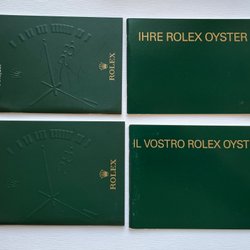 ROLEX
IHRE ROLEX OYSTER
ROLEX
IL VOSTRO ROLEX OYST